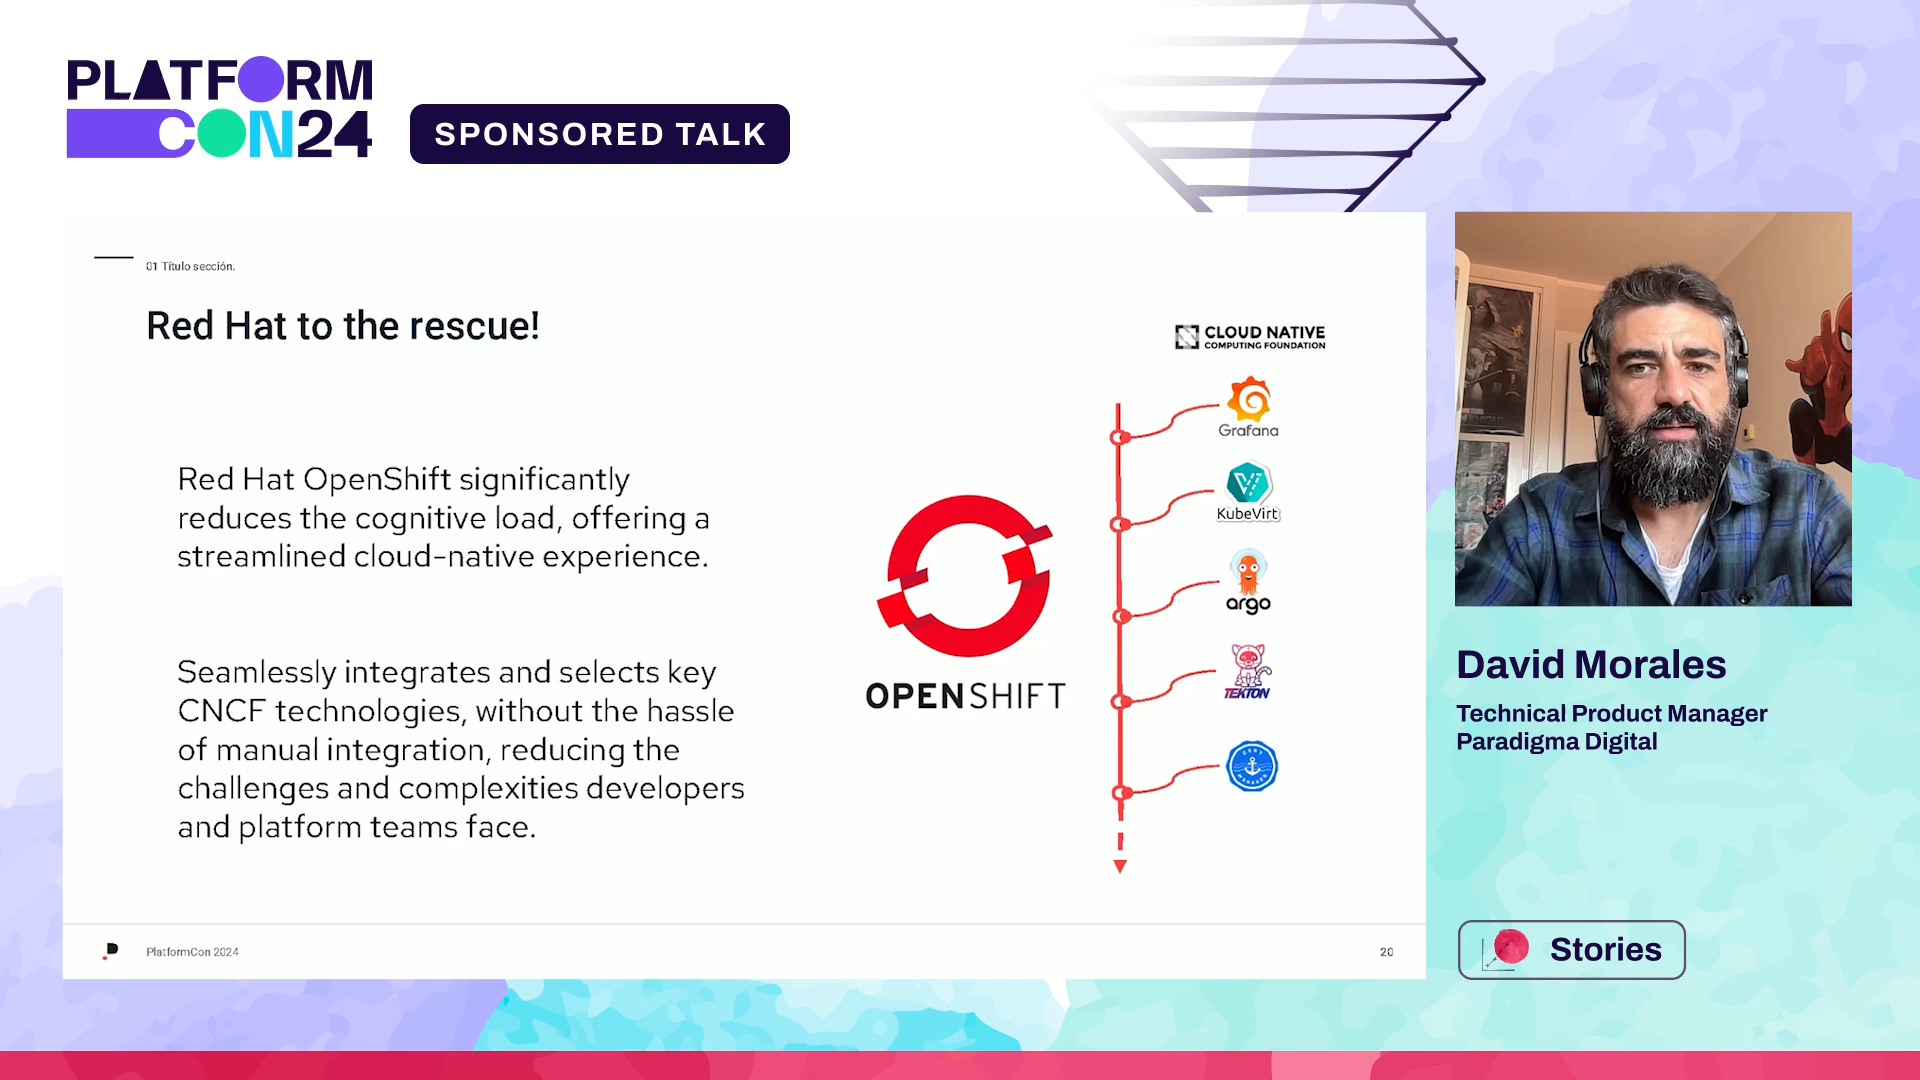 PLATFORM
CON24
SPONSORED TALK
01 Título sección.
Red Hat to the rescue!
Red Hat OpenShift significantly
reduces the cognitive load, offering a
streamlined cloud-native experience.
Seamlessly integrates and selects key
CNCF technologies, without the hassle
of manual integration, reducing the
challenges and complexities developers
and platform teams face.
OPENSHIFT
CLOUD NATIVE
COMPUTING FOUNDATION
Grafana
KubeVirt
argo
TEKTON
CERT
MANAGER
PlatformCon 2024
20
David Morales
Technical Product Manager
Paradigma Digital
Stories